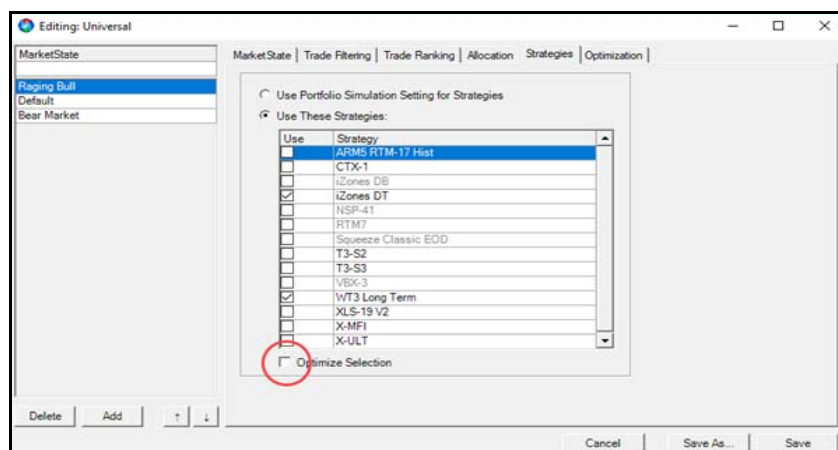 Editing: Universal
MarketState
Raging Bull
Default
Bear Market
MarketState Trade Filtering Trade Ranking Allocation Strategies Optimization
Use Portfolio Simulation Setting for Strategies
Use These Strategies:
Use Strategy
ARM5 RTM-17 Hist
CTX-1
iZones DB
iZones DT
NSP-41
RTM7
Squeeze Classic EOD
T3-S2
T3-S3
VBX-3
WT3 Long Term
XLS-19 V2
X-MFI
X-ULT
Optimize Selection
Delete Add ↑ ↓
Cancel Save As... Save